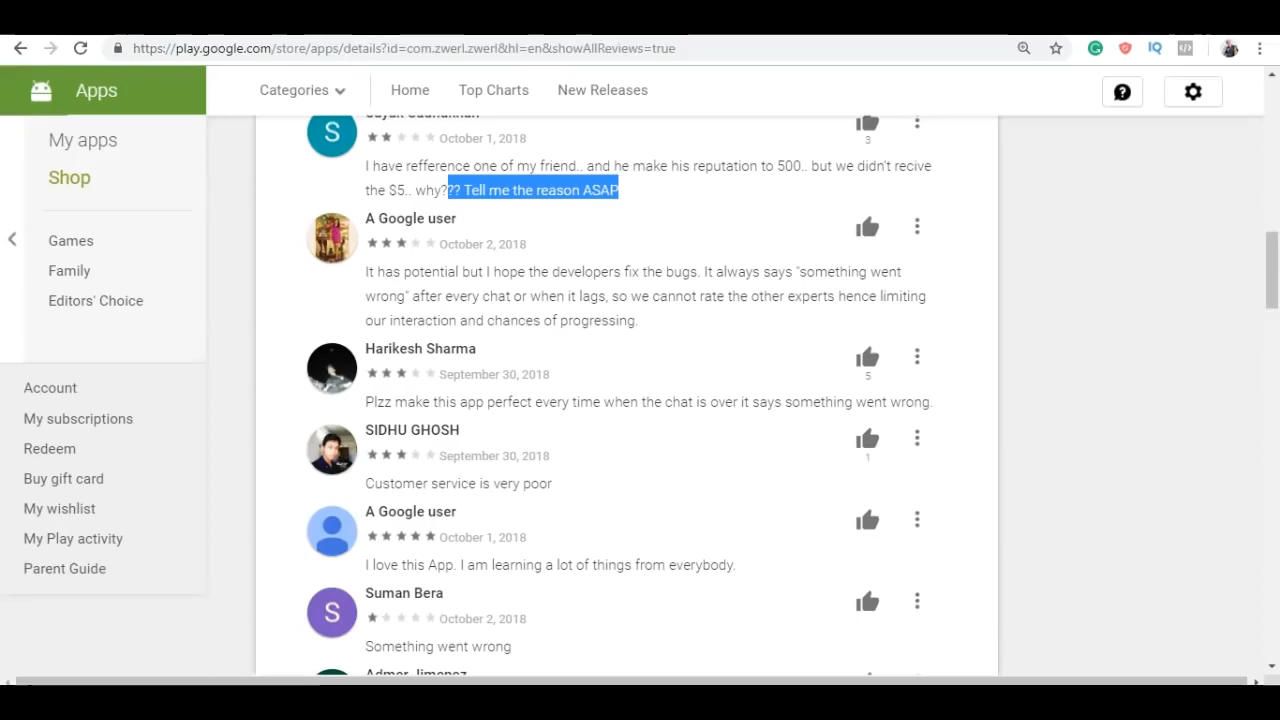 https://play.google.com/store/apps/details?id=com.zwerl.zwerl&hl=en&showAllReviews=true
IQ
Apps
Categories
Home
Top Charts
New Releases
My apps
Shop
Games
Family
Editors' Choice
Account
My subscriptions
Redeem
Buy gift card
My wishlist
My Play activity
Parent Guide
S
October 1, 2018
3
I have refference one of my friend.. and he make his reputation to 500.. but we didn't recive
the $5.. why??? Tell me the reason ASAP
A Google user
October 2, 2018
It has potential but I hope the developers fix the bugs. It always says "something went
wrong" after every chat or when it lags, so we cannot rate the other experts hence limiting
our interaction and chances of progressing.
Harikesh Sharma
September 30, 2018
5
Plzz make this app perfect every time when the chat is over it says something went wrong.
SIDHU GHOSH
September 30, 2018
1
Customer service is very poor
A Google user
October 1, 2018
I love this App. I am learning a lot of things from everybody.
S
Suman Bera
October 2, 2018
Something went wrong